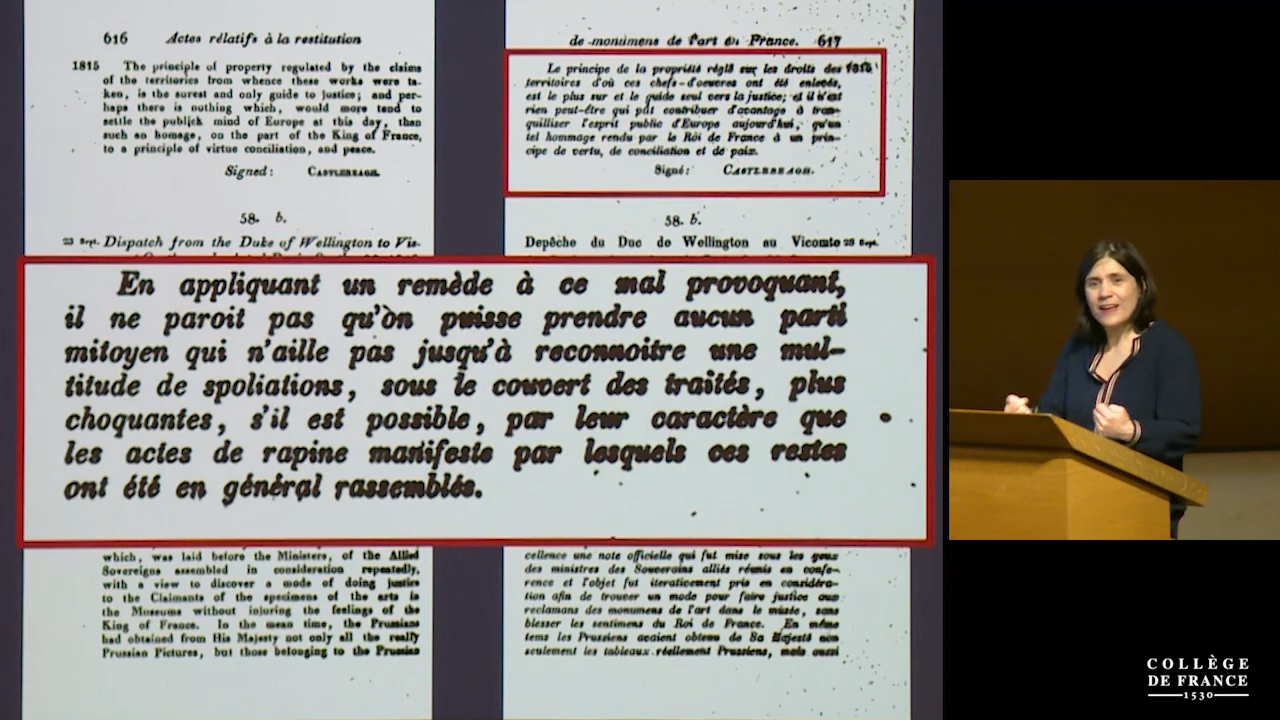 616 Actes rélatifs à la restitution
1815 The principle of property regulated by the claims
of the territories from whence these works were ta-
ken, is the surest and only guide to justice; and per-
haps there is nothing which, would more tend to
settle the publick mind of Europe at this day, than
such an homage, on the part of the King of France,
to a principle of virtue conciliation, and peace.
Signed: CASTLEREAGH.
58. b.
23 Sept. Dispatch from the Duke of Wellington to Vis-
de monumens de l'art en France. 617
Le principe de la propriété réglé sur les droits des 1815
territoires d'où ces chefs-d'oeuvres ont été enlevés,
est le plus sur et le guide seul vers la justice; et il n'est
rien peut-être qui pût contribuer d'avantage à tran-
quilliser l'esprit public d'Europe aujourd'hui, qu'un
tel hommage rendu par le Roi de France à un prin-
cipe de vertu, de conciliation et de paix.
Signé: CASTLEREAGH.
58. b.
Depêche du Duc de Wellington au Vicomte 23 Sept.
En appliquant un remède à ce mal provoquant,
il ne paroit pas qu'on puisse prendre aucun parti
mitoyen qui n'aille pas jusqu'à reconnoitre une mul-
titude de spoliations, sous le couvert des traités, plus
choquantes, s'il est possible, par leur caractère que
les actes de rapine manifeste par lesquels ces restes
ont été en général rassemblés.
which, was laid before the Ministers, of the Allied
Sovereigns assembled in consideration repeatedly,
with a view to discover a mode of doing justice
to the Claimants of the specimens of the arts in
the Museums without injuring the feelings of the
King of France. In the mean time, the Prussians
had obtained from His Majesty not only all the really
Prussian Pictures, but those belonging to the Prussian
cellence une note officielle qui fut mise sous les yeux
des ministres des Souverains alliés réunis en confe-
rence et l'objet fut iterativement pris en considéra-
tion afin de trouver un mode pour faire justice aux
reclamans des monumens de l'art dans le musée, sans
blesser les sentimens du Roi de France. En même
tems les Prussiens avaient obtenu de Sa Majesté non
seulement les tableaux réellement Prussiens, mais aussi
COLLÈGE
DE FRANCE
1530